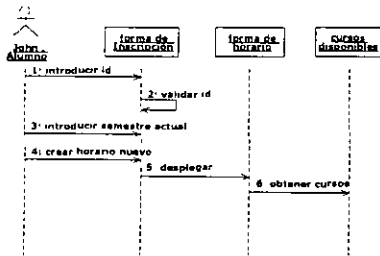 John :
Alumno
forma de
Inscripción
forma de
horario
cursos
disponibles
1: introducir id
2: validar id
3: introducir semestre actual
4: crear horario nuevo
5 desplegar
6 obtener cursos